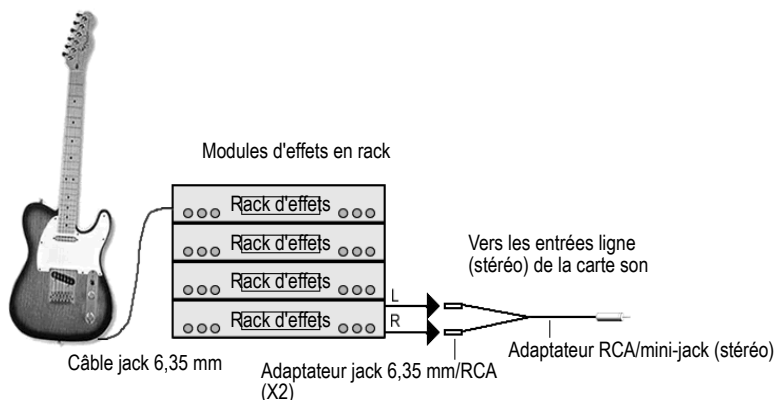 Modules d'effets en rack
Rack d'effets
Rack d'effets
Rack d'effets
Rack d'effets
L
R
Vers les entrées ligne
(stéréo) de la carte son
Câble jack 6,35 mm
Adaptateur jack 6,35 mm/RCA
(X2)
Adaptateur RCA/mini-jack (stéréo)